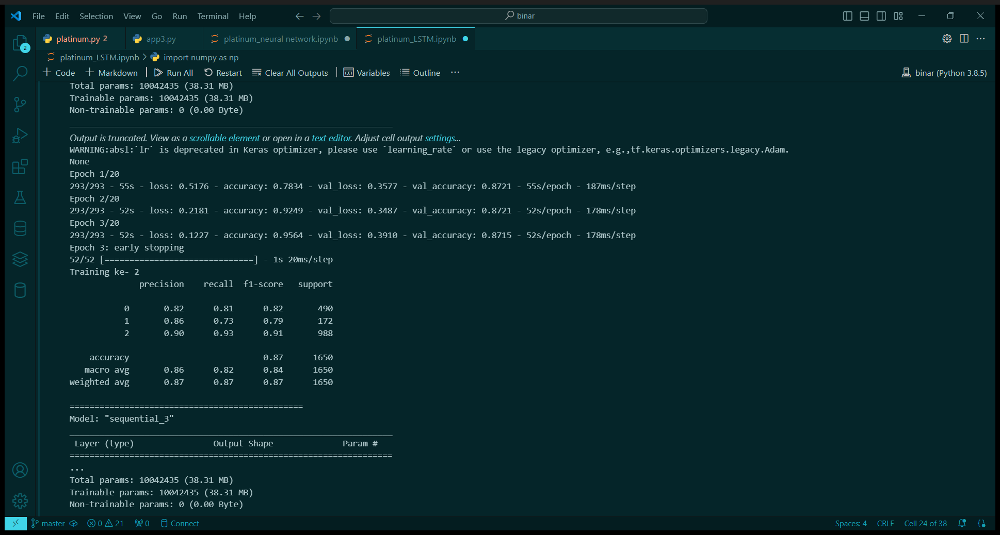 File Edit Selection View Go Run Terminal Help
binar
2
platinum.py 2
app3.py
platinum_neural network.ipynb
platinum_LSTM.ipynb
platinum_LSTM.ipynb > import numpy as np
+ Code + Markdown | Run All Restart Clear All Outputs | Variables Outline ...
binar (Python 3.8.5)
Total params: 10042435 (38.31 MB)
Trainable params: 10042435 (38.31 MB)
Non-trainable params: 0 (0.00 Byte)
_________________________________________________________________
Output is truncated. View as a scrollable element or open in a text editor. Adjust cell output settings...
WARNING:absl:`lr` is deprecated in Keras optimizer, please use `learning_rate` or use the legacy optimizer, e.g.,tf.keras.optimizers.legacy.Adam.
None
Epoch 1/20
293/293 - 55s - loss: 0.5176 - accuracy: 0.7834 - val_loss: 0.3577 - val_accuracy: 0.8721 - 55s/epoch - 187ms/step
Epoch 2/20
293/293 - 52s - loss: 0.2181 - accuracy: 0.9249 - val_loss: 0.3487 - val_accuracy: 0.8721 - 52s/epoch - 178ms/step
Epoch 3/20
293/293 - 52s - loss: 0.1227 - accuracy: 0.9564 - val_loss: 0.3910 - val_accuracy: 0.8715 - 52s/epoch - 178ms/step
Epoch 3: early stopping
52/52 [==============================] - 1s 20ms/step
Training ke- 2
precision recall f1-score support
0 0.82 0.81 0.82 490
1 0.86 0.73 0.79 172
2 0.90 0.93 0.91 988
accuracy 0.87 1650
macro avg 0.86 0.82 0.84 1650
weighted avg 0.87 0.87 0.87 1650
===============================================
Model: "sequential_3"
_________________________________________________________________
Layer (type) Output Shape Param #
=================================================================
...
Total params: 10042435 (38.31 MB)
Trainable params: 10042435 (38.31 MB)
Non-trainable params: 0 (0.00 Byte)
master 0 21 0 Connect
Spaces: 4 CRLF Cell 24 of 38